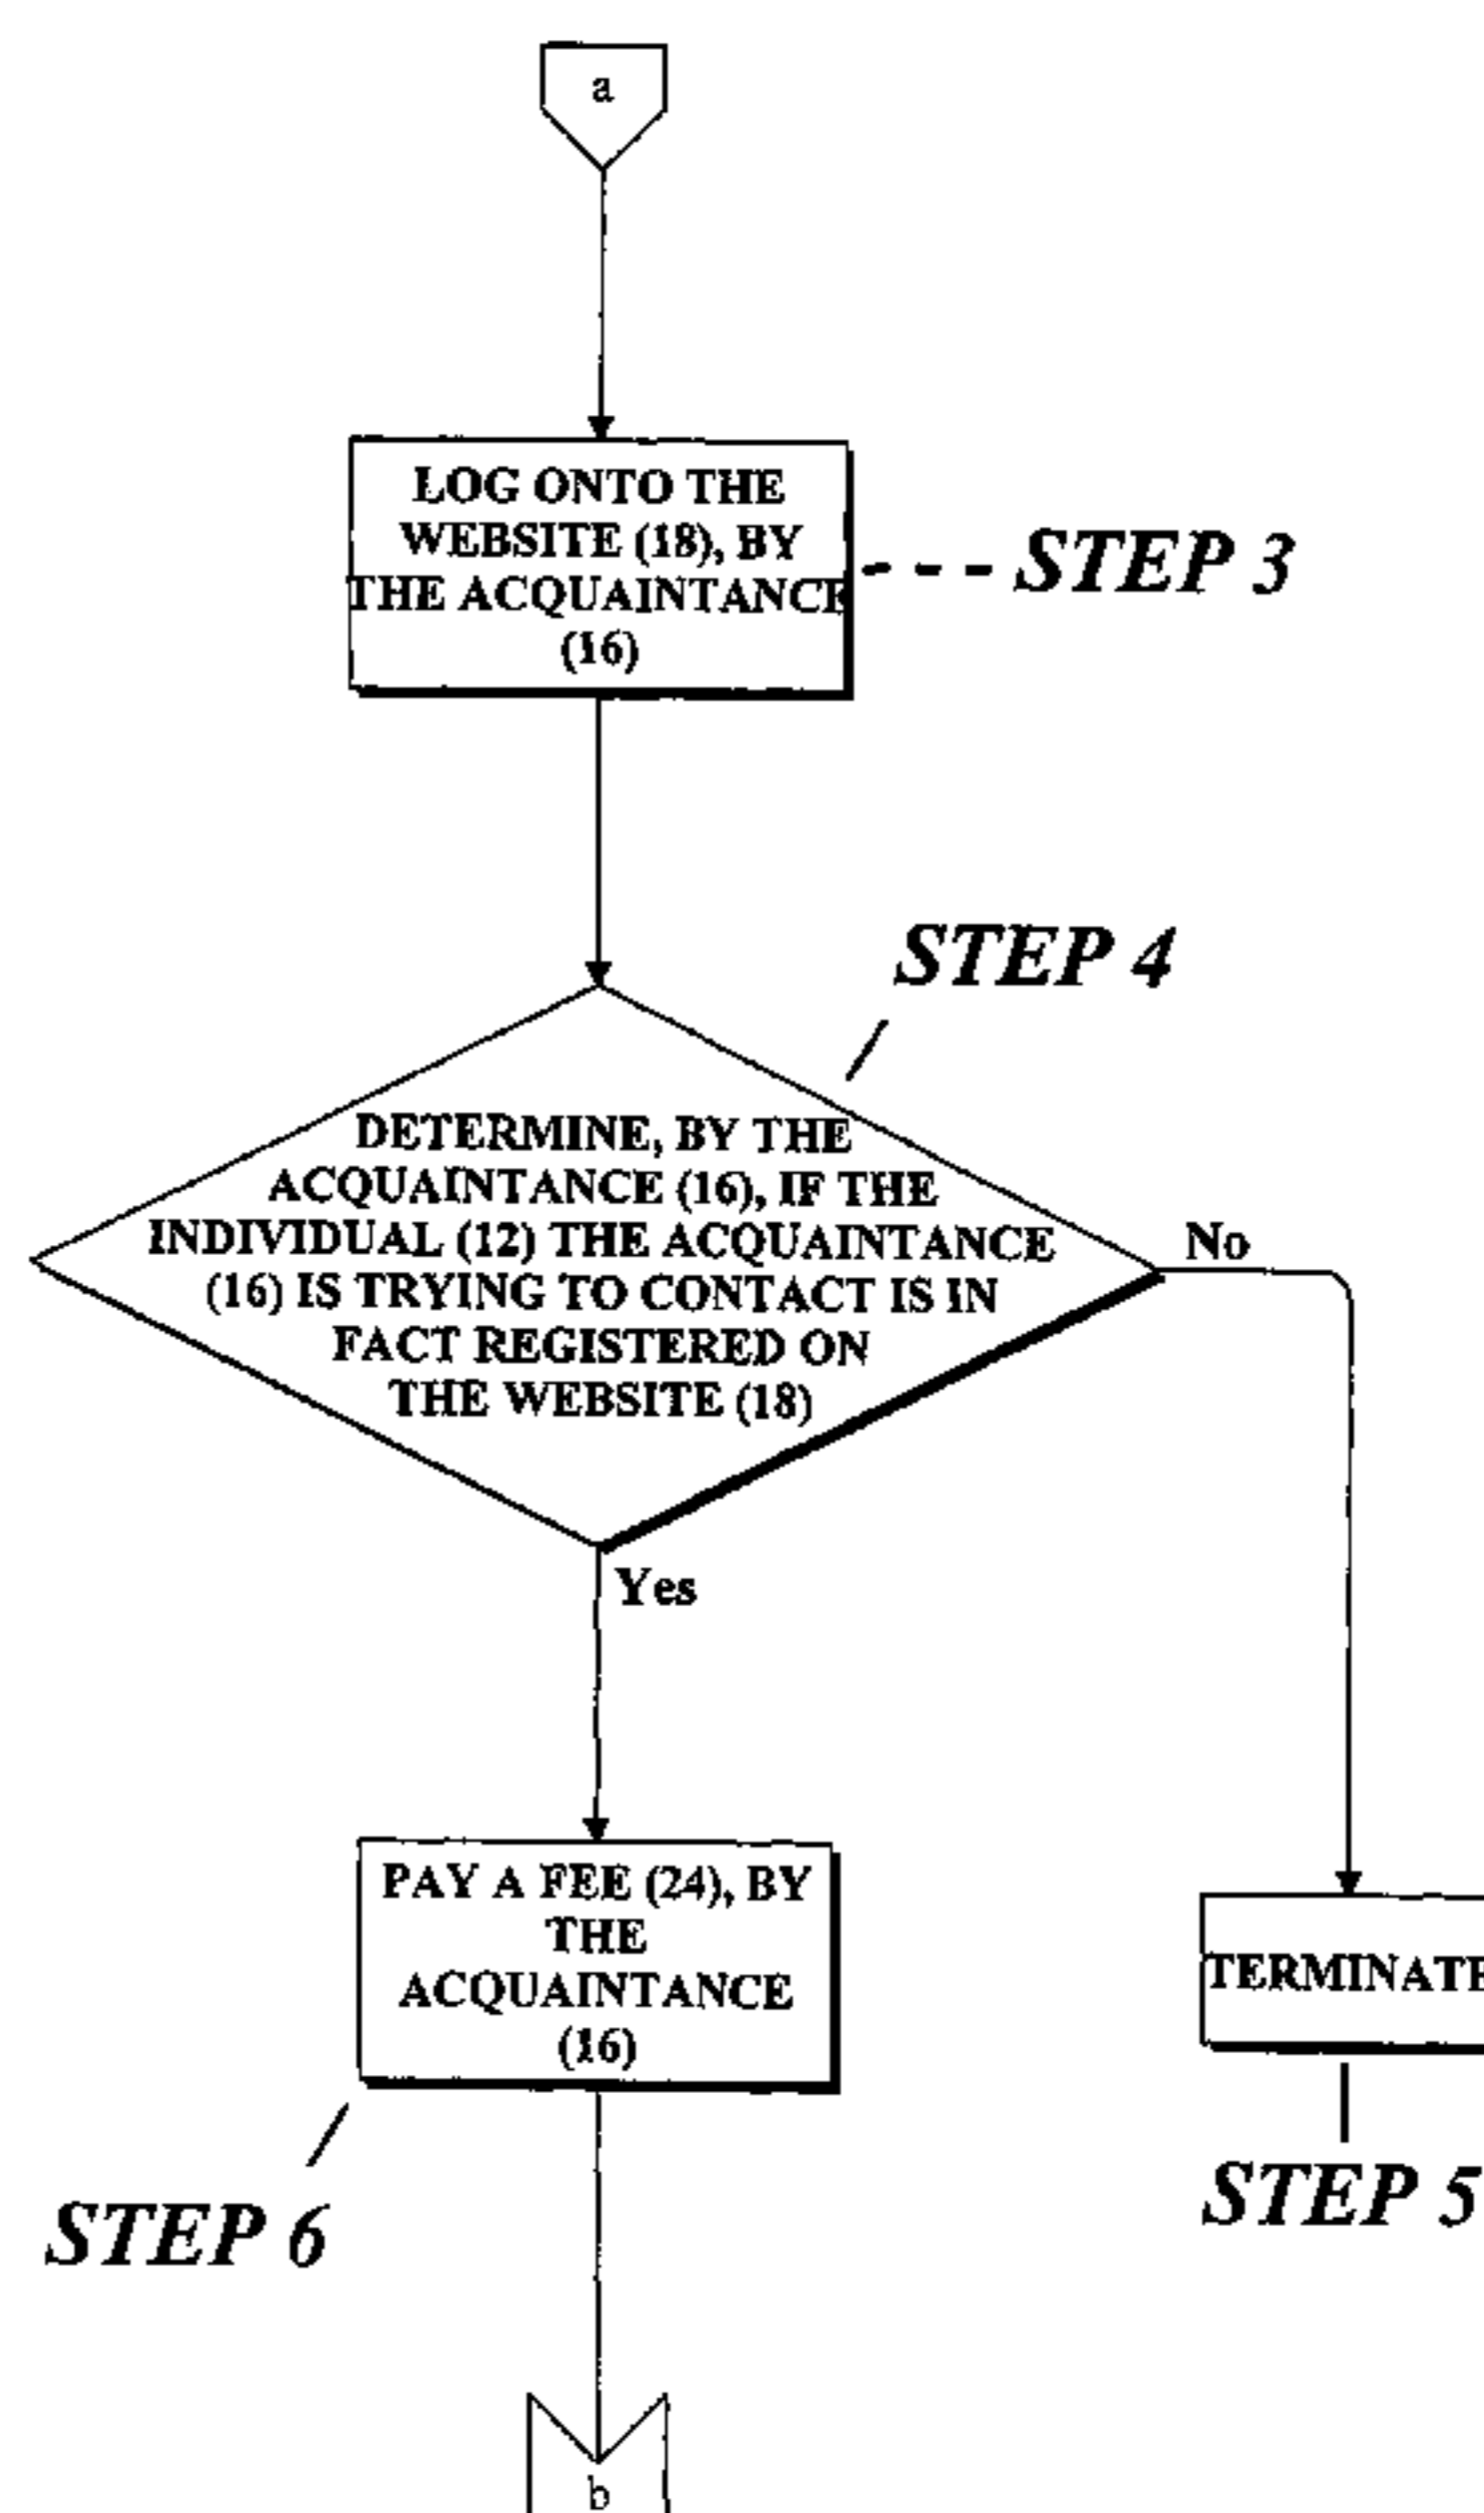 a
LOG ONTO THE
WEBSITE (18), BY
THE ACQUAINTANCE
(16)
STEP 3
STEP 4
DETERMINE, BY THE
ACQUAINTANCE (16), IF THE
INDIVIDUAL (12) THE ACQUAINTANCE
(16) IS TRYING TO CONTACT IS IN
FACT REGISTERED ON
THE WEBSITE (18)
No
Yes
PAY A FEE (24), BY
THE
ACQUAINTANCE
(16)
TERMINATE
STEP 5
STEP 6
b